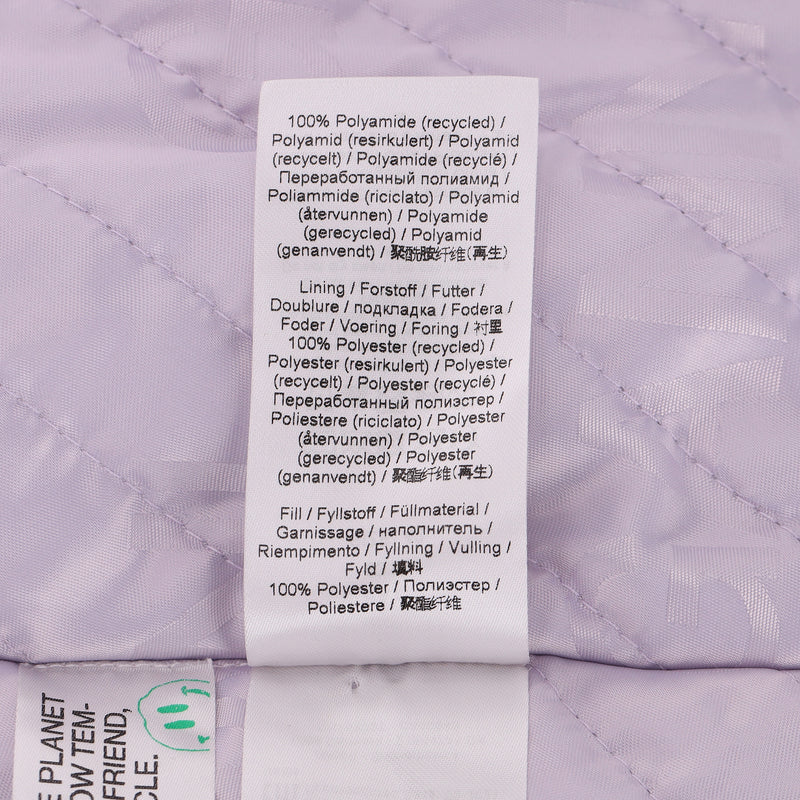 100% Polyamide (recycled) /
Polyamid (resirkulert) / Polyamid
(recycelt) / Polyamide (recyclé) /
Переработанный полиамид /
Poliammide (riciclato) / Polyamid
(återvunnen) / Polyamide
(gerecycled) / Polyamid
(genanvendt) / 聚酰胺纤维(再生)
Lining / Forstoff / Futter /
Doublure / подкладка / Fodera /
Foder / Voering / Foring / 衬里
100% Polyester (recycled) /
Polyester (resirkulert) / Polyester
(recycelt) / Polyester (recyclé) /
Переработанный полиэстер /
Poliestere (riciclato) / Polyester
(återvunnen) / Polyester
(gerecycled) / Polyester
(genanvendt) / 聚酯纤维(再生)
Fill / Fyllstoff / Füllmaterial /
Garnissage / наполнитель /
Riempimento / Fyllning / Vulling /
Fyld / 填料
100% Polyester / Полиэстер /
Poliestere / 聚酯纤维
E PLANET
OW TEM-
FRIEND,
CLE.